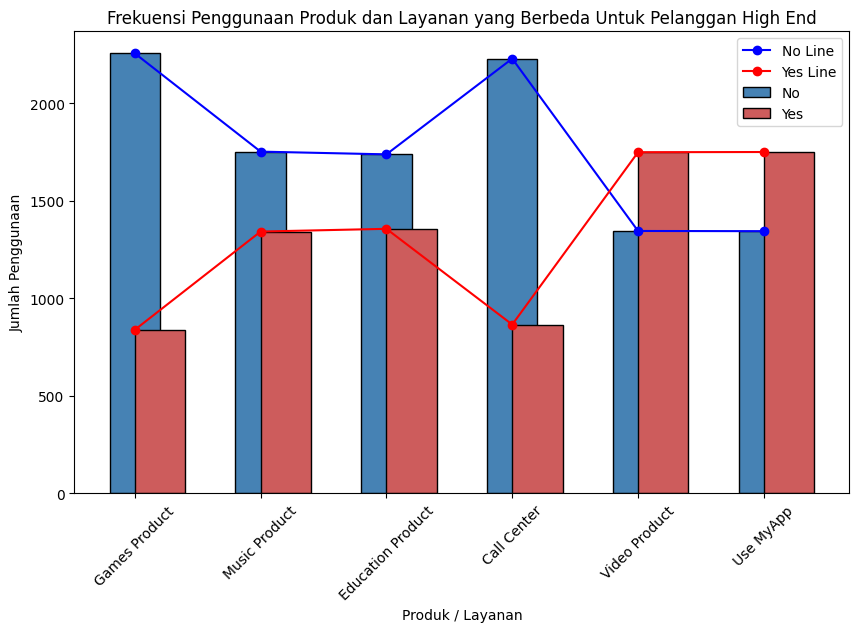 Frekuensi Penggunaan Produk dan Layanan yang Berbeda Untuk Pelanggan High End
No Line
Yes Line
No
Yes
Jumlah Penggunaan
2000
1500
1000
500
0
Games Product
Music Product
Education Product
Call Center
Video Product
Use MyApp
Produk / Layanan